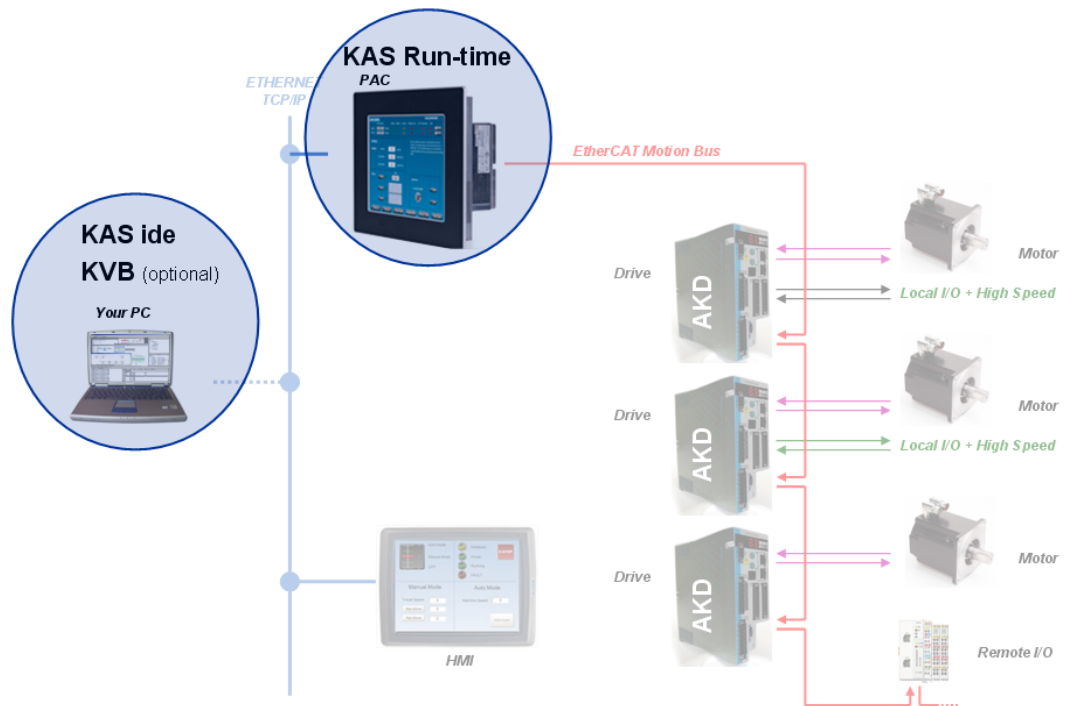 KAS Run-time
PAC
ETHERNE
TCP/IP
EtherCAT Motion Bus
KAS ide
KVB (optional)
Your PC
Drive
AKD
Motor
Local I/O + High Speed
Drive
AKD
Motor
Local I/O + High Speed
Drive
AKD
Motor
Manual Mode
Auto Mode
HMI
Remote I/O